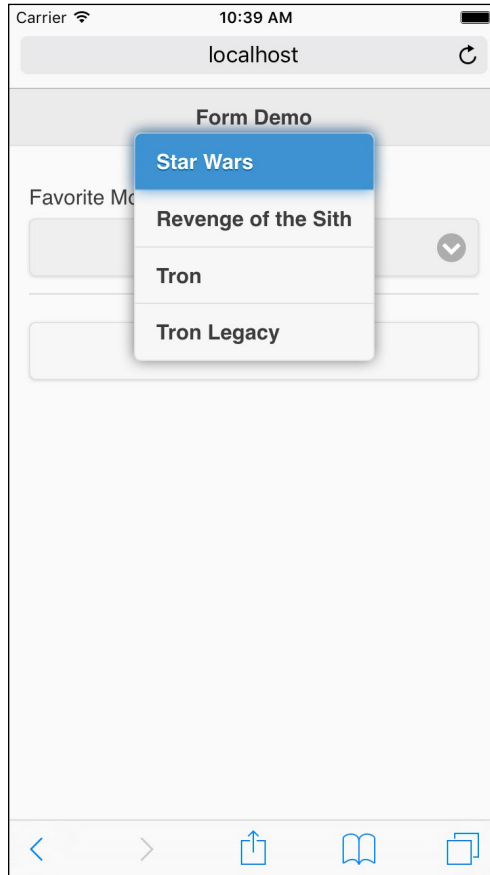 Carrier 10:39 AM
localhost
Form Demo
Star Wars
Favorite Mo
Revenge of the Sith
Tron
Tron Legacy